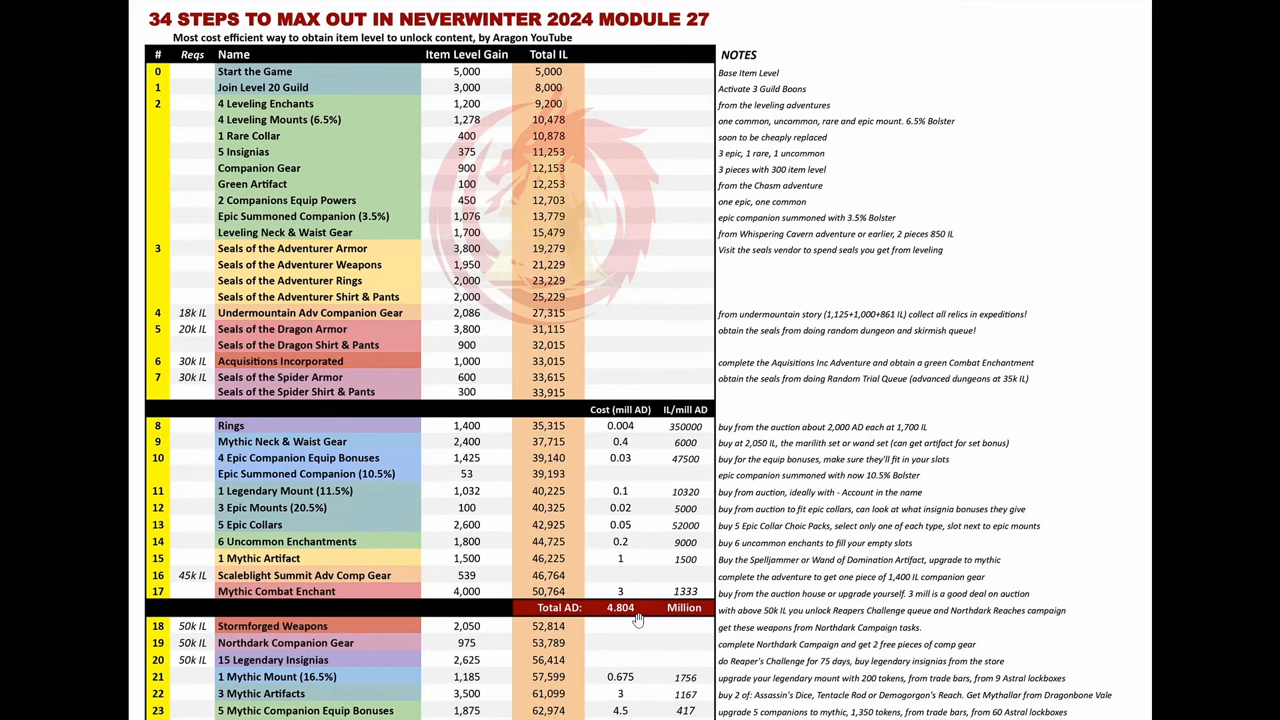 34 STEPS TO MAX OUT IN NEVERWINTER 2024 MODULE 27
Most cost efficient way to obtain item level to unlock content, by Aragon YouTube
# Reqs Name Item Level Gain Total IL NOTES
0 Start the Game 5,000 5,000 Base Item Level
1 Join Level 20 Guild 3,000 8,000 Activate 3 Guild Boons
2 4 Leveling Enchants 1,200 9,200 from the leveling adventures
4 Leveling Mounts (6.5%) 1,278 10,478 one common, uncommon, rare and epic mount. 6.5% Bolster
1 Rare Collar 400 10,878 soon to be cheaply replaced
5 Insignias 375 11,253 3 epic, 1 rare, 1 uncommon
Companion Gear 900 12,153 3 pieces with 300 item level
Green Artifact 100 12,253 from the Chasm adventure
2 Companions Equip Powers 450 12,703 one epic, one common
Epic Summoned Companion (3.5%) 1,076 13,779 epic companion summoned with 3.5% Bolster
Leveling Neck & Waist Gear 1,700 15,479 from Whispering Cavern adventure or earlier, 2 pieces 850 IL
3 Seals of the Adventurer Armor 3,800 19,279 Visit the seals vendor to spend seals you get from leveling
Seals of the Adventurer Weapons 1,950 21,229
Seals of the Adventurer Rings 2,000 23,229
Seals of the Adventurer Shirt & Pants 2,000 25,229
4 18k IL Undermountain Adv Companion Gear 2,086 27,315 from undermountain story (1,125+1,000+861 IL) collect all relics in expeditions!
5 20k IL Seals of the Dragon Armor 3,800 31,115 obtain the seals from doing random dungeon and skirmish queue!
Seals of the Dragon Shirt & Pants 900 32,015
6 30k IL Acquisitions Incorporated 1,000 33,015 complete the Aquisitions Inc Adventure and obtain a green Combat Enchantment
7 30k IL Seals of the Spider Armor 600 33,615 obtain the seals from doing Random Trial Queue (advanced dungeons at 35k IL)
Seals of the Spider Shirt & Pants 300 33,915
Cost (mill AD) IL/mill AD
8 Rings 1,400 35,315 0.004 350000 buy from the auction about 2,000 AD each at 1,700 IL
9 Mythic Neck & Waist Gear 2,400 37,715 0.4 6000 buy at 2,050 IL, the marilith set or wand set (can get artifact for set bonus)
10 4 Epic Companion Equip Bonuses 1,425 39,140 0.03 47500 buy for the equip bonuses, make sure they'll fit in your slots
Epic Summoned Companion (10.5%) 53 39,193 epic companion summoned with now 10.5% Bolster
11 1 Legendary Mount (11.5%) 1,032 40,225 0.1 10320 buy from auction, ideally with - Account in the name
12 3 Epic Mounts (20.5%) 100 40,325 0.02 5000 buy from auction to fit epic collars, can look at what insignia bonuses they give
13 5 Epic Collars 2,600 42,925 0.05 52000 buy 5 Epic Collar Choic Packs, select only one of each type, slot next to epic mounts
14 6 Uncommon Enchantments 1,800 44,725 0.2 9000 buy 6 uncommon enchants to fill your empty slots
15 1 Mythic Artifact 1,500 46,225 1 1500 Buy the Spelljammer or Wand of Domination Artifact, upgrade to mythic
16 45k IL Scaleblight Summit Adv Comp Gear 539 46,764 complete the adventure to get one piece of 1,400 IL companion gear
17 Mythic Combat Enchant 4,000 50,764 3 1333 buy from the auction house or upgrade yourself. 3 mill is a good deal on auction
Total AD: 4.804 Million with above 50k IL you unlock Reapers Challenge queue and Northdark Reaches campaign
18 50k IL Stormforged Weapons 2,050 52,814 get these weapons from Northdark Campaign tasks.
19 50k IL Northdark Companion Gear 975 53,789 complete Northdark Campaign and get 2 free pieces of comp gear
20 50k IL 15 Legendary Insignias 2,625 56,414 do Reaper's Challenge for 75 days, buy legendary insignias from the store
21 1 Mythic Mount (16.5%) 1,185 57,599 0.675 1756 upgrade your legendary mount with 200 tokens, from trade bars, from 9 Astral lockboxes
22 3 Mythic Artifacts 3,500 61,099 3 1167 buy 2 of: Assassin's Dice, Tentacle Rod or Demogorgon's Reach. Get Mythallar from Dragonbone Vale
23 5 Mythic Companion Equip Bonuses 1,875 62,974 4.5 417 upgrade 5 companions to mythic, 1,350 tokens, from trade bars, from 60 Astral lockboxes